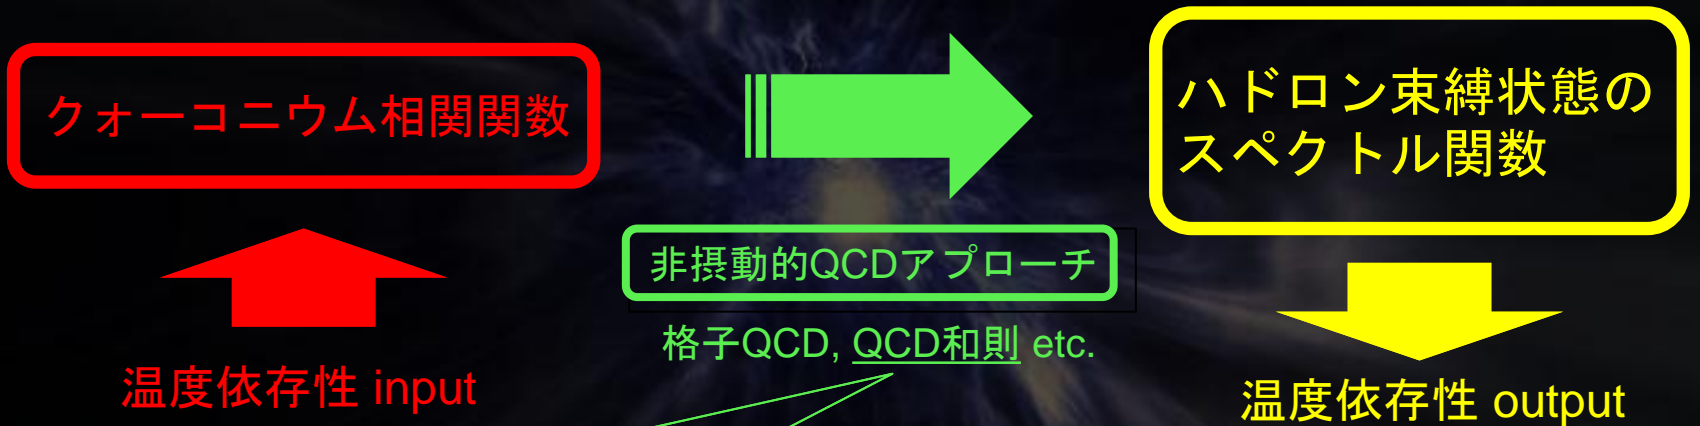 クォーコニウム相関関数
ハドロン束縛状態の
スペクトル関数
非摂動的QCDアプローチ
格子QCD, QCD和則 etc.
温度依存性 input
温度依存性 output